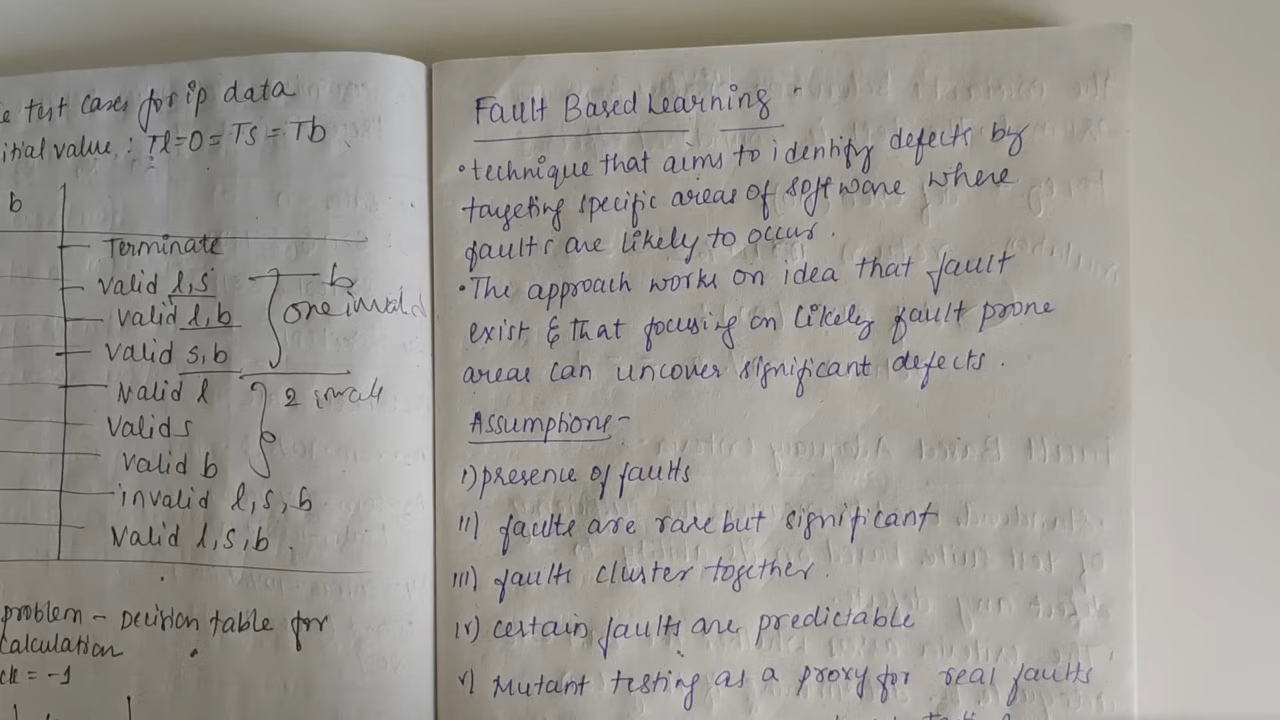 e test cases for ip data
itial value : Tl=0=Ts=Tb
b
Terminate
valid l,s
b
valid l,b
one invalid
valid s,b
valid l
2 invali
valid s
valid b
invalid l,s,b
valid l,s,b.
problem - Decision table for
calculation
ck = -1
Fault Based Learning
• technique that aims to identify defects by
targeting specific areas of software where
faults are likely to occur.
• The approach works on idea that fault
exist & that focusing on likely fault prone
areas can uncover significant defects.
Assumptions -
i) presence of faults
ii) faults are rare but significant
iii) faults cluster together.
iv) certain faults are predictable
v) Mutant testing as a proxy for real faults